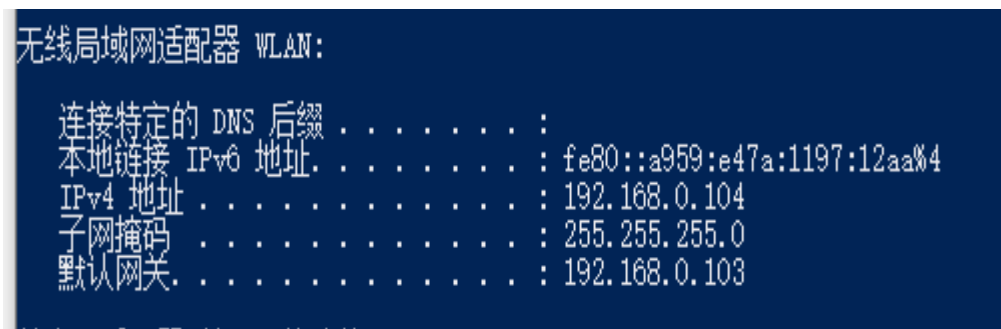 无线局域网适配器 WLAN:
连接特定的 DNS 后缀 . . . . . . . :
本地链接 IPv6 地址. . . . . . . . : fe80::a959:e47a:1197:12aa%4
IPv4 地址 . . . . . . . . . . . . : 192.168.0.104
子网掩码  . . . . . . . . . . . . : 255.255.255.0
默认网关. . . . . . . . . . . . . : 192.168.0.103